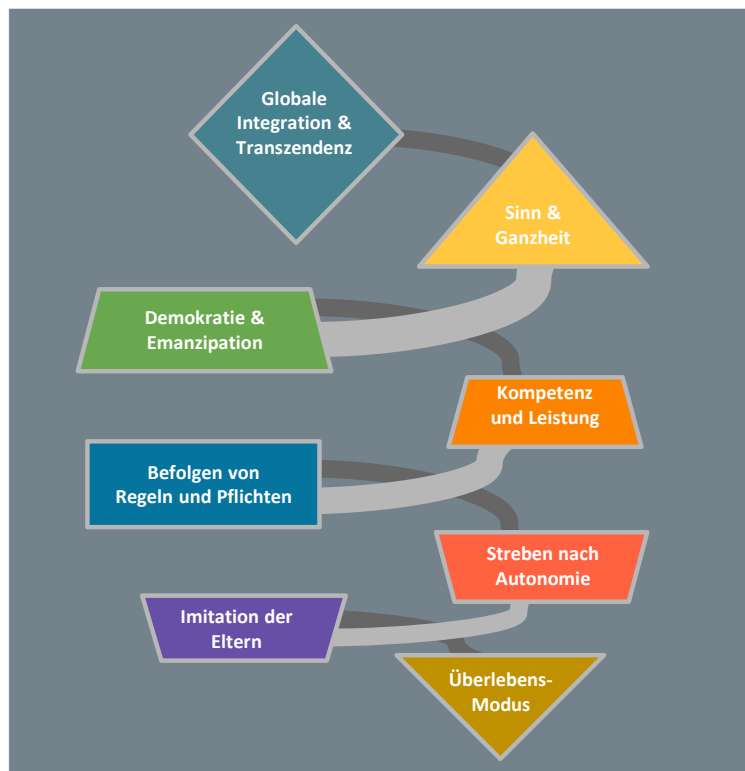 Globale
Integration &
Transzendenz
Sinn &
Ganzheit
Demokratie &
Emanzipation
Kompetenz
und Leistung
Befolgen von
Regeln und Pflichten
Streben nach
Autonomie
Imitation der
Eltern
Überlebens-
Modus